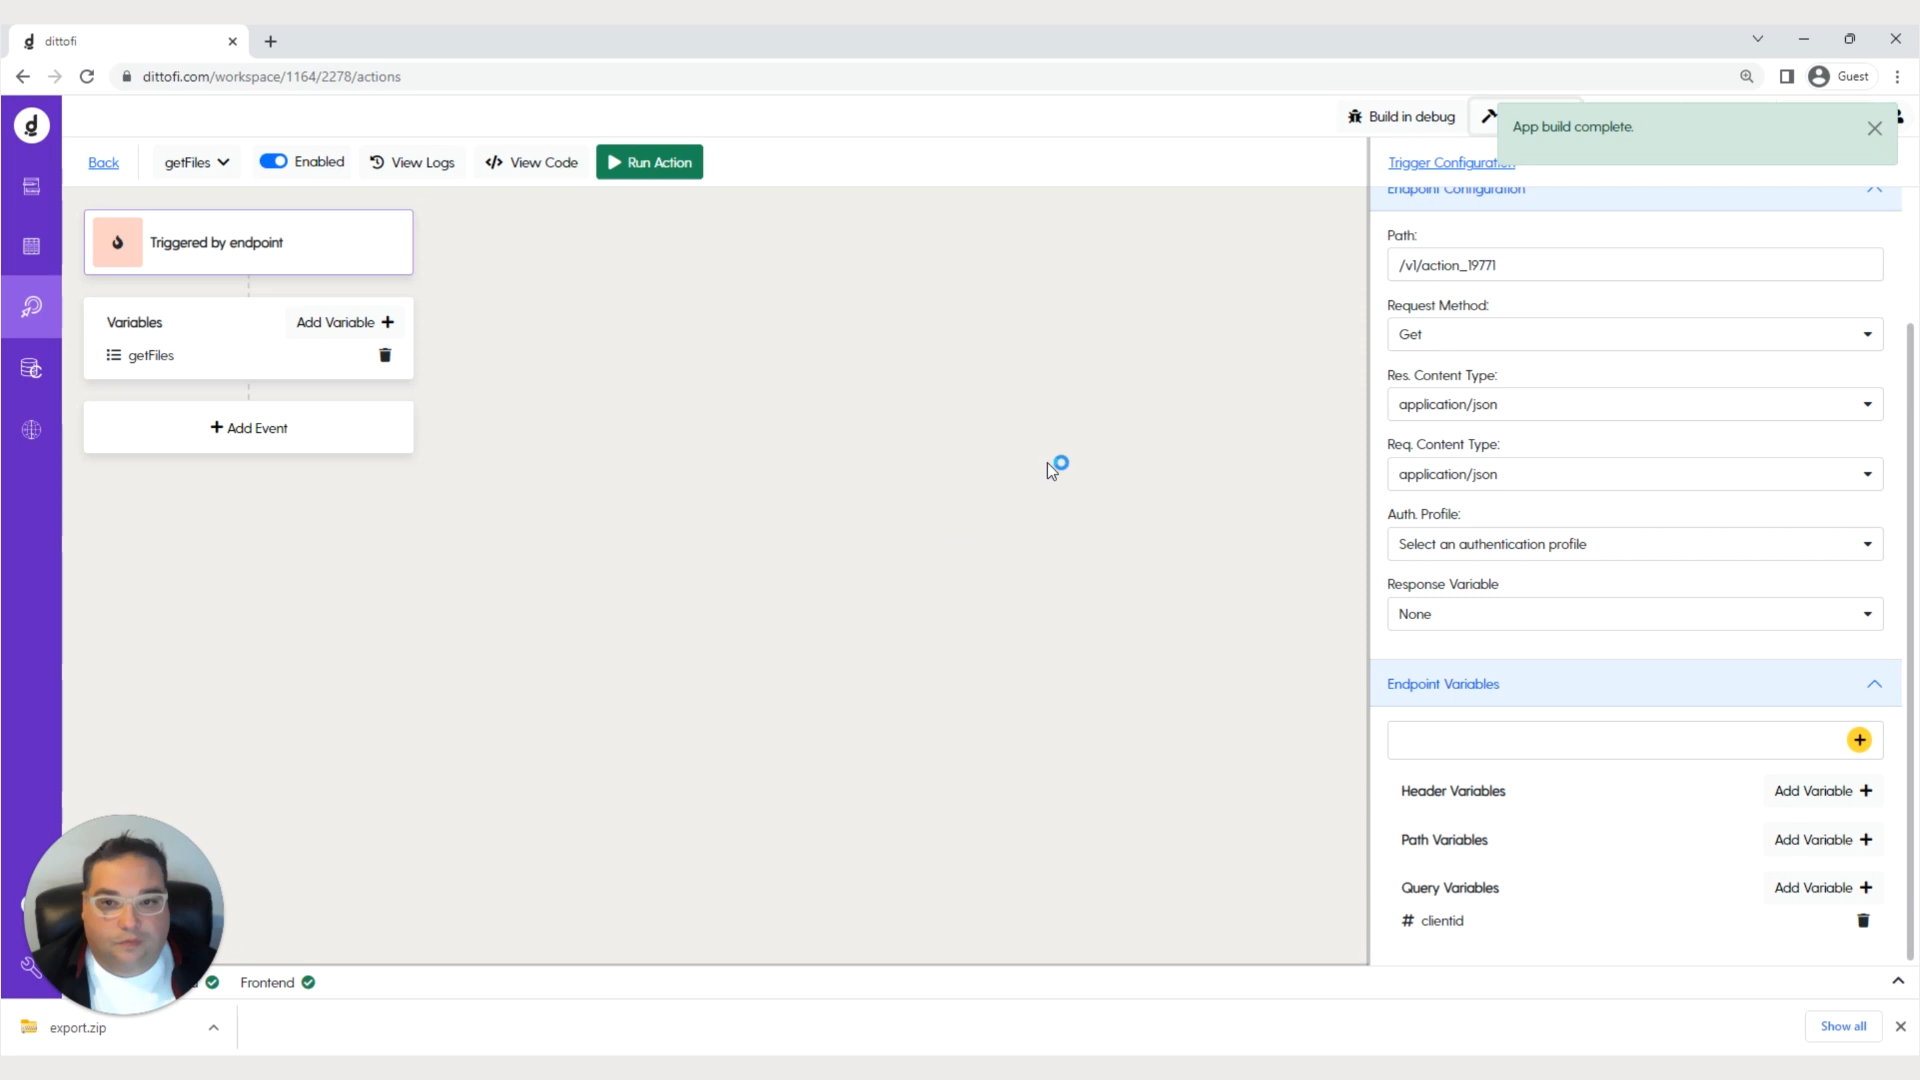 dittofi
dittofi.com/workspace/1164/2278/actions
Guest
Build in debug
App build complete.
Back
getFiles
Enabled
View Logs
View Code
Run Action
Trigger Configuration
Endpoint Configuration
Triggered by endpoint
Variables
Add Variable
getFiles
Add Event
Path:
/v1/action_19771
Request Method:
Get
Res. Content Type:
application/json
Req. Content Type:
application/json
Auth. Profile:
Select an authentication profile
Response Variable
None
Endpoint Variables
Header Variables
Add Variable
Path Variables
Add Variable
Query Variables
Add Variable
# clientid
Frontend
export.zip
Show all